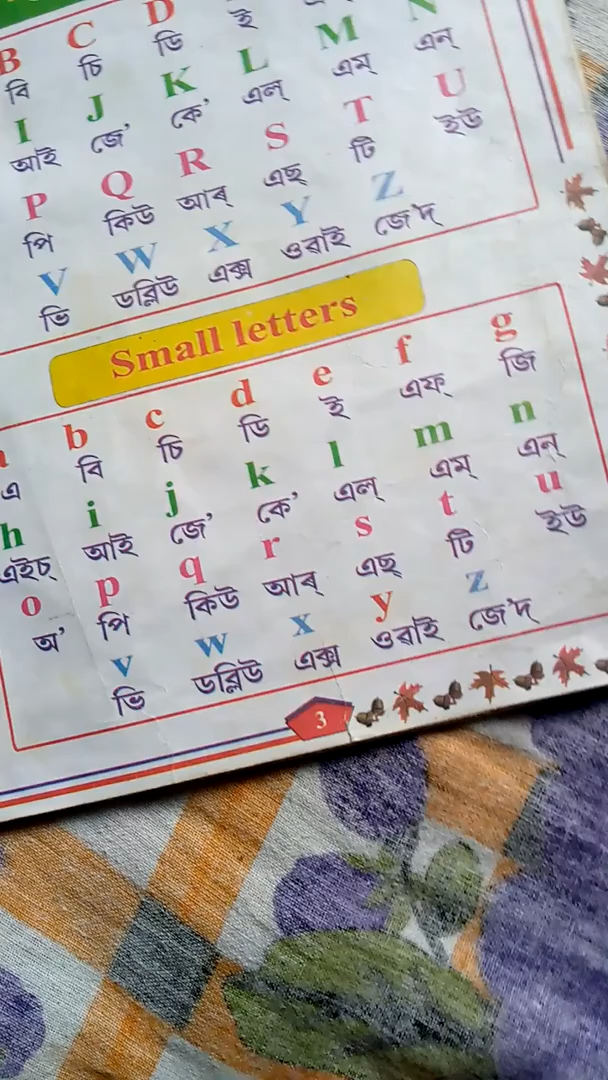 B C D
বি চি ডি ই
I J K L M N
আই জে' কে' এল্ এম্ এন্
P Q R S T U
পি কিউ আৰ্ এছ্ টি ইউ
V W X Y Z
ভি ডব্লিউ এক্স ওৱাই জে'দ্
Small letters
b c d e f g
এ বি চি ডি ই এফ্ জি
h i j k l m n
এইচ্ আই জে' কে' এল্ এম্ এন্
o p q r s t u
অ' পি কিউ আৰ্ এছ্ টি ইউ
v w x y z
ভি ডব্লিউ এক্স ওৱাই জে'দ্
3